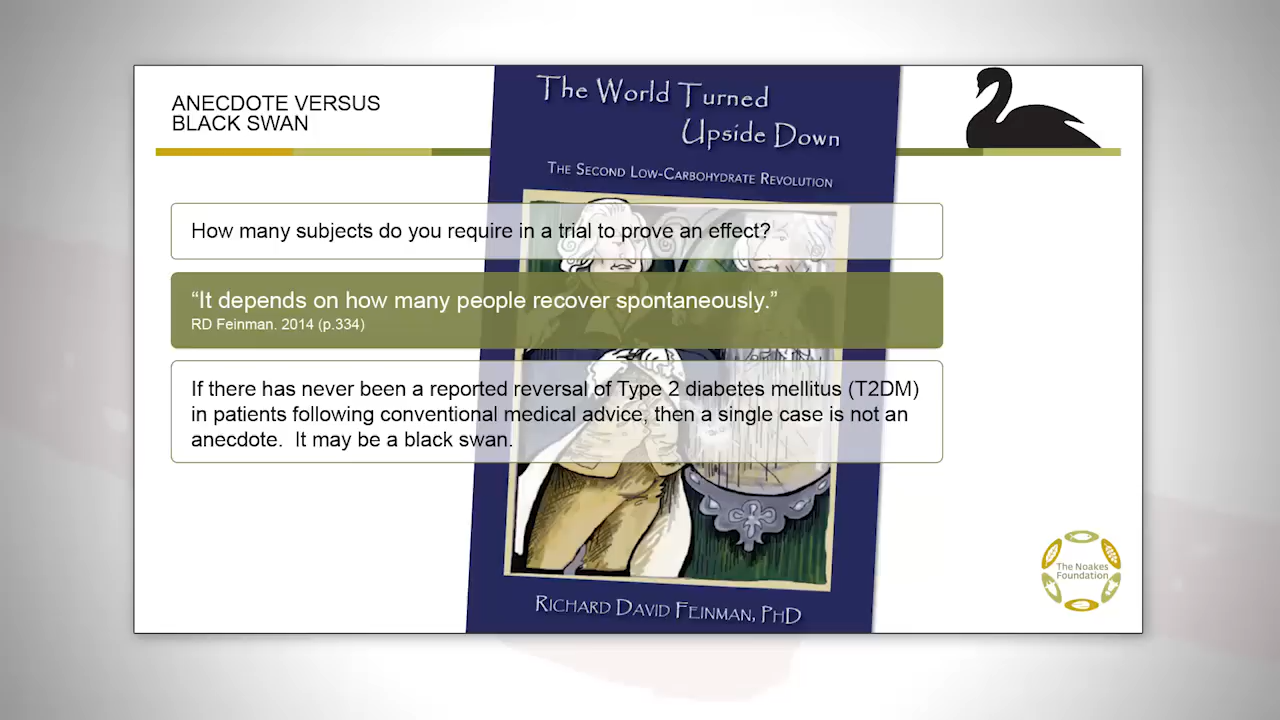 ANECDOTE VERSUS
BLACK SWAN
The World Turned
Upside Down
The Second Low-Carbohydrate Revolution
How many subjects do you require in a trial to prove an effect?
“It depends on how many people recover spontaneously.”
RD Feinman. 2014 (p.334)
If there has never been a reported reversal of Type 2 diabetes mellitus (T2DM)
in patients following conventional medical advice, then a single case is not an
anecdote.  It may be a black swan.
Richard David Feinman, PhD
The Noakes
Foundation